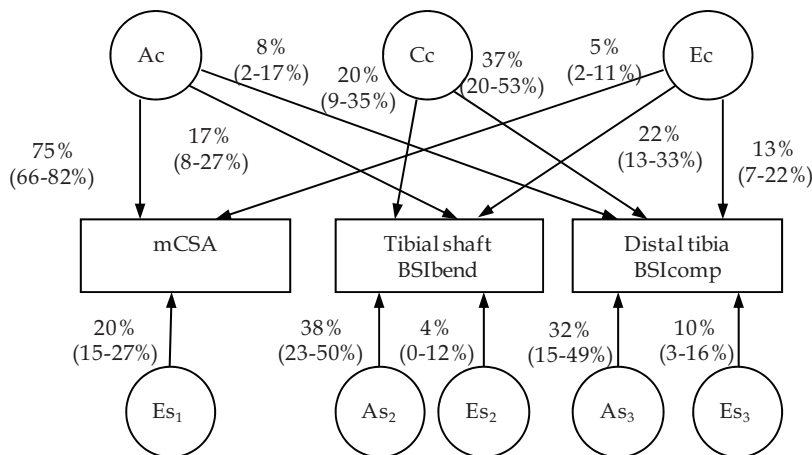 Ac
8%
(2-17%)
Cc
37%
(20-53%)
5%
(2-11%)
Ec
20%
(9-35%)
75%
(66-82%)
17%
(8-27%)
22%
(13-33%)
13%
(7-22%)
mCSA
Tibial shaft
BSIbend
Distal tibia
BSIcomp
20%
(15-27%)
38%
(23-50%)
4%
(0-12%)
32%
(15-49%)
10%
(3-16%)
Es₁
As₂
Es₂
As₃
Es₃